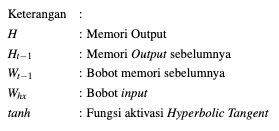 Keterangan :
H : Memori Output
Hₜ₋₁ : Memori Output sebelumnya
Wₜ₋₁ : Bobot memori sebelumnya
Wₕₓ : Bobot input
tanh : Fungsi aktivasi Hyperbolic Tangent